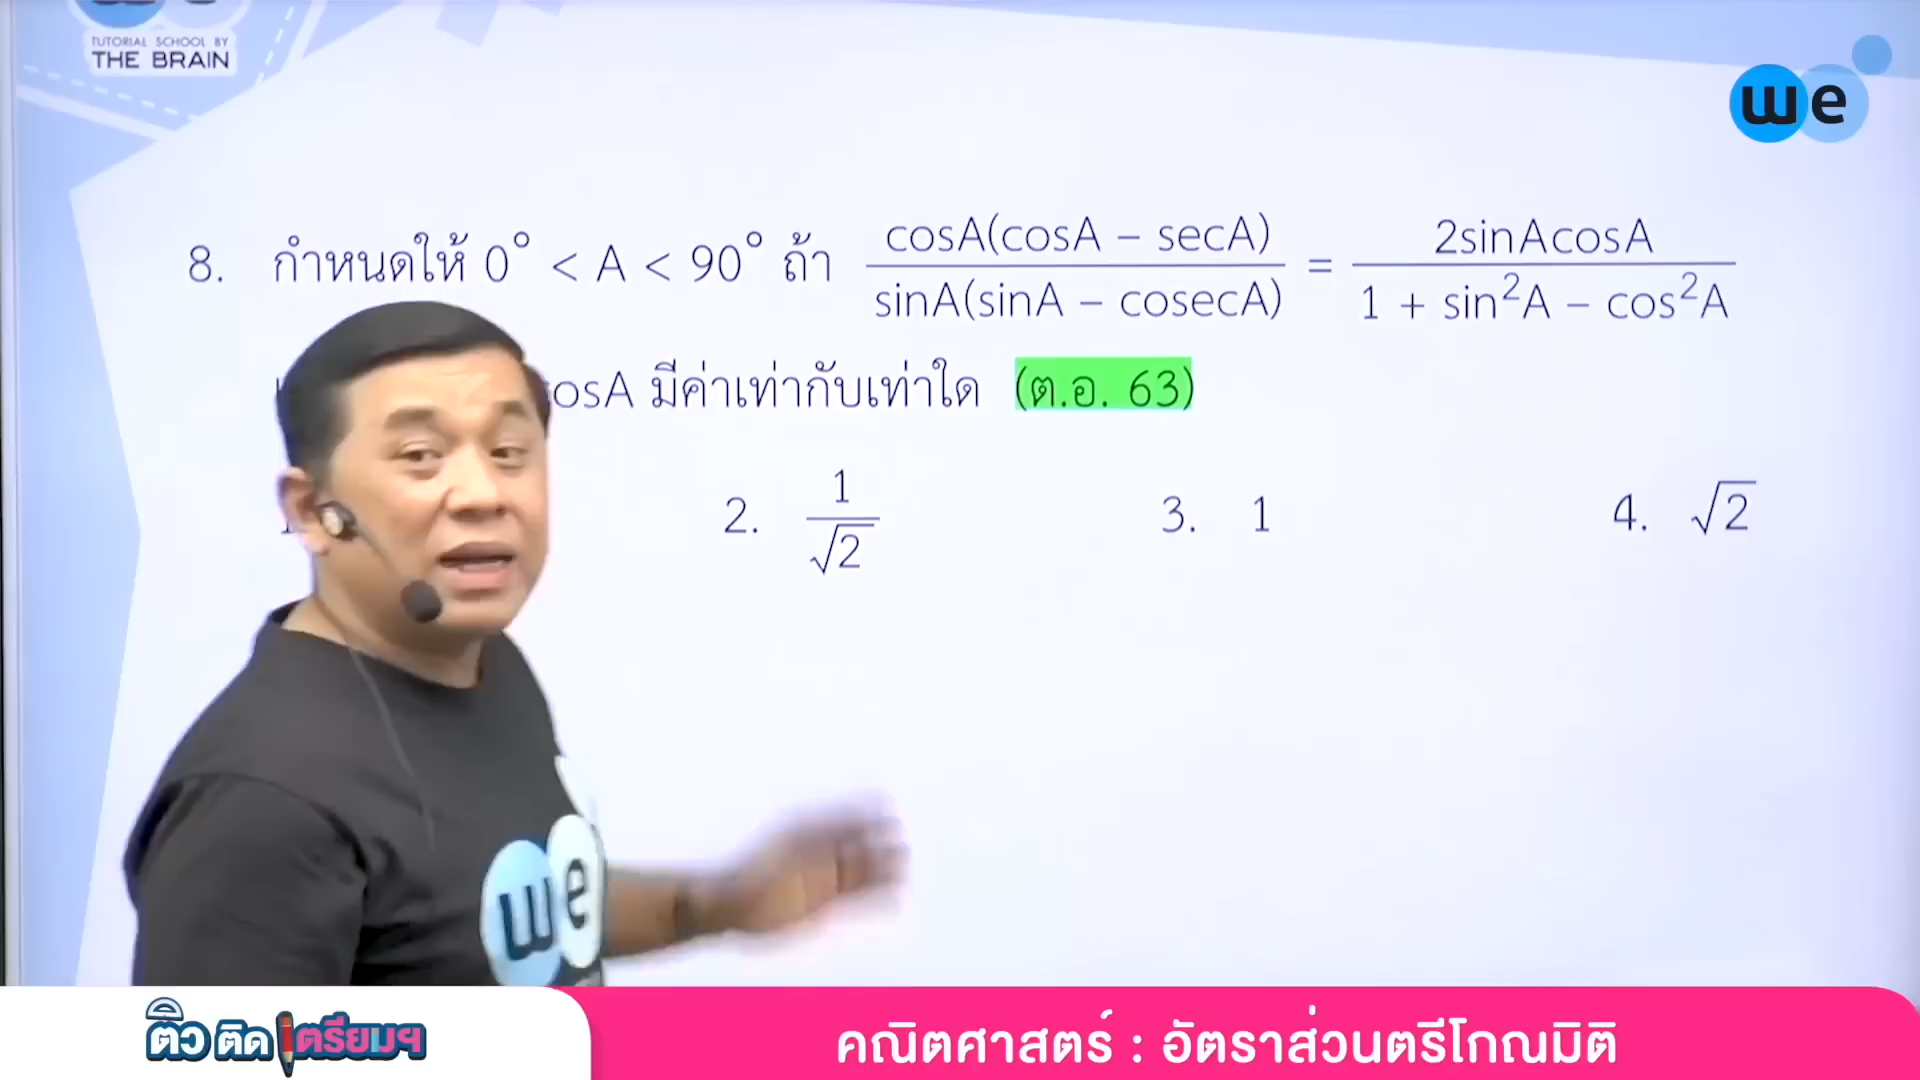 TUTORIAL SCHOOL BY
THE BRAIN
we
8. กำหนดให้ 0° < A < 90° ถ้า cosA(cosA – secA) / sinA(sinA – cosecA) = 2sinAcosA / 1 + sin²A – cos²A
osA มีค่าเท่ากับเท่าใด (ต.อ. 63)
2. 1/√2 3. 1 4. √2
we
ติว ติด เตรียมฯ
คณิตศาสตร์ : อัตราส่วนตรีโกณมิติ